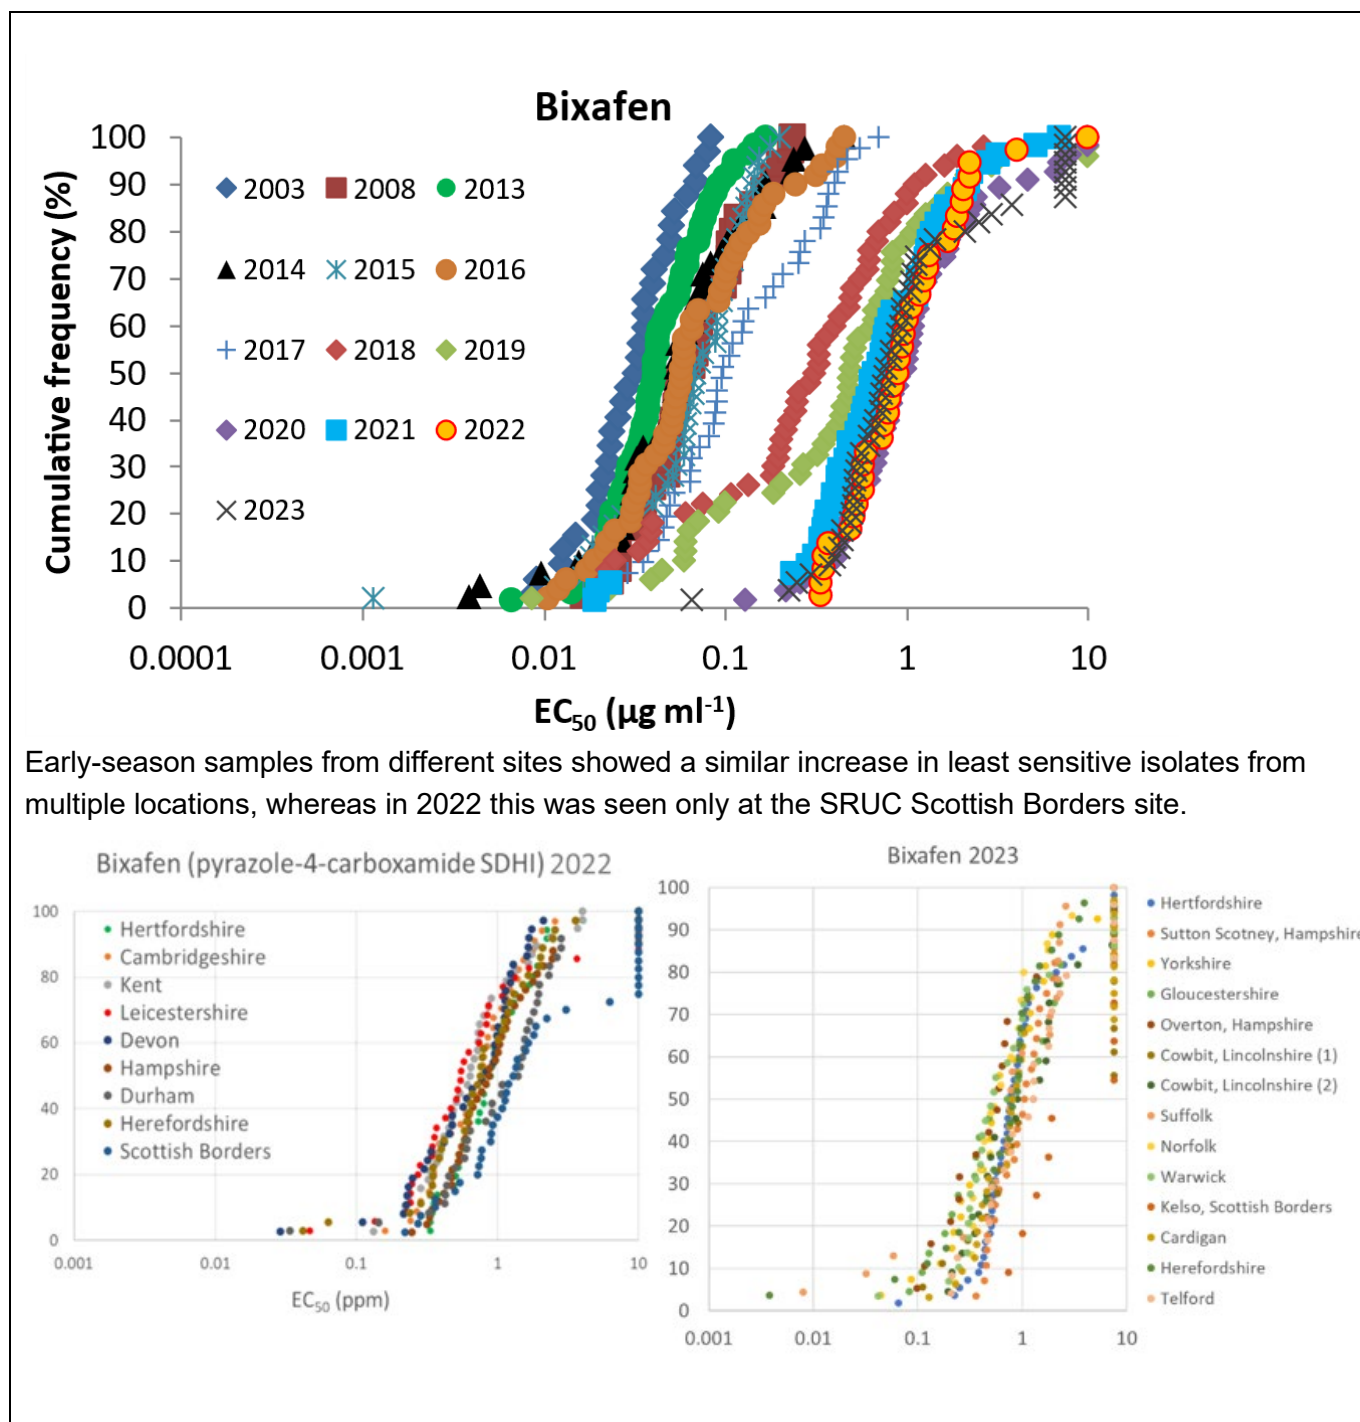 Bixafen
Cumulative frequency (%)
100
90
80
70
60
50
40
30
20
10
0
2003 2008 2013
2014 2015 2016
2017 2018 2019
2020 2021 2022
2023
0.0001 0.001 0.01 0.1 1 10
EC50 (µg ml-1)
Early-season samples from different sites showed a similar increase in least sensitive isolates from
multiple locations, whereas in 2022 this was seen only at the SRUC Scottish Borders site.
Bixafen (pyrazole-4-carboxamide SDHI) 2022
100
80
60
40
20
0
Hertfordshire
Cambridgeshire
Kent
Leicestershire
Devon
Hampshire
Durham
Herefordshire
Scottish Borders
0.001 0.01 0.1 1 10
EC50 (ppm)
Bixafen 2023
100
90
80
70
60
50
40
30
20
10
0
0.001 0.01 0.1 1 10
Hertfordshire
Sutton Scotney, Hampshire
Yorkshire
Gloucestershire
Overton, Hampshire
Cowbit, Lincolnshire (1)
Cowbit, Lincolnshire (2)
Suffolk
Norfolk
Warwick
Kelso, Scottish Borders
Cardigan
Herefordshire
Telford